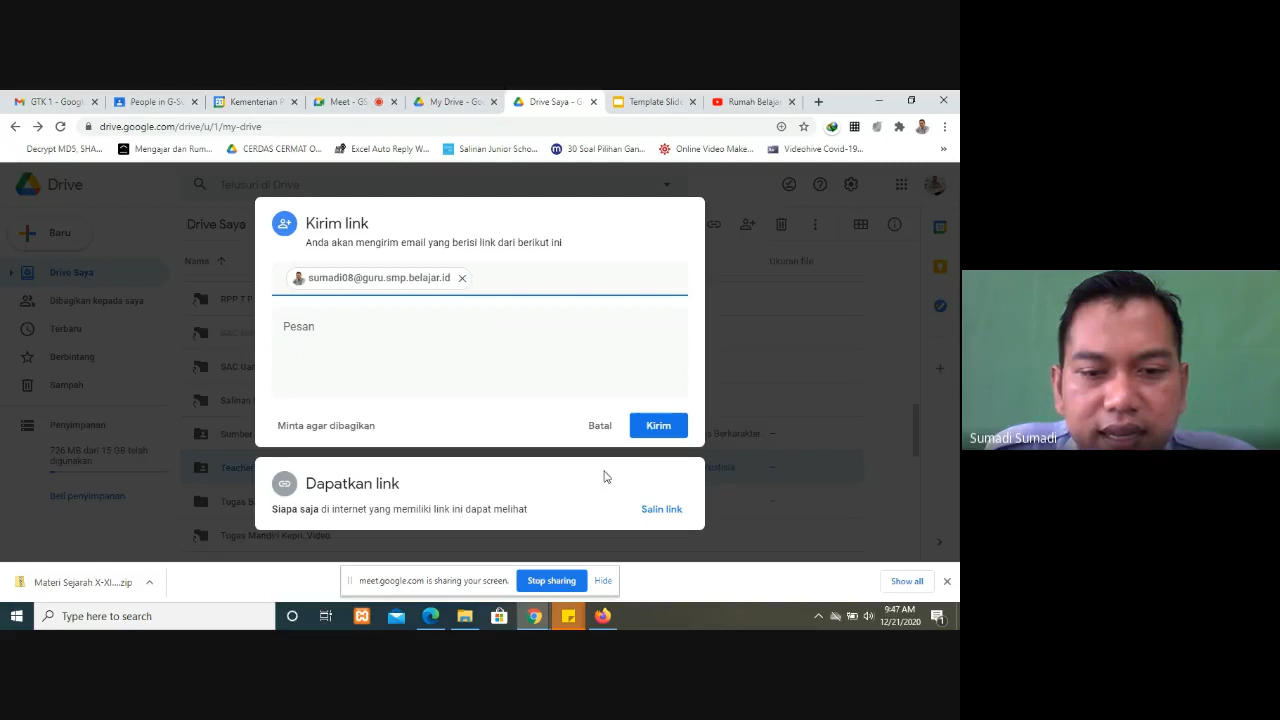 GTK 1 - Goog
People in G-S
Kementerian P
Meet - GS
My Drive - Go
Drive Saya - G
Template Slide
Rumah Belajar
drive.google.com/drive/u/1/my-drive
Decrypt MD5, SHA...
Mengajar dan Rum...
CERDAS CERMAT O...
Excel Auto Reply W...
Salinan Junior Scho...
30 Soal Pilihan Gan...
Online Video Make...
Videohive Covid-19...
Drive
Telusuri di Drive
Baru
Drive Saya
Drive Saya
Dibagikan kepada saya
Terbaru
Berbintang
Sampah
Penyimpanan
726 MB dari 15 GB telah
digunakan
Beli penyimpanan
Nama
Ukuran file
RPP T P
SAC Uan
Salinan
Sumber
s Berkarakter...
Teacher
Tugas B
Tugas Mandiri Kepri_Video
Kirim link
Anda akan mengirim email yang berisi link dari berikut ini
sumadi08@guru.smp.belajar.id
Pesan
Minta agar dibagikan
Batal
Kirim
Dapatkan link
Siapa saja di internet yang memiliki link ini dapat melihat
Salin link
Sumadi Sumadi
Materi Sejarah X-XI....zip
meet.google.com is sharing your screen.
Stop sharing
Hide
Show all
Type here to search
9:47 AM
12/21/2020
1